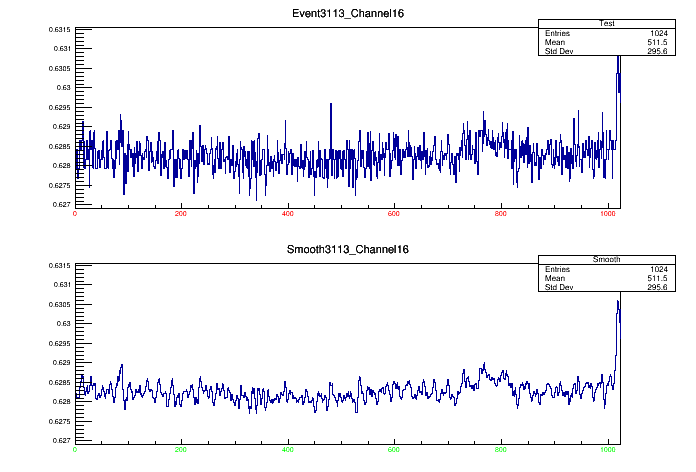 Event3113_Channel16
Test
Entries 1024
Mean 511.5
Std Dev 295.6
0.6315
0.631
0.6305
0.63
0.6295
0.629
0.6285
0.628
0.6275
0.627
0 200 400 600 800 1000
Smooth3113_Channel16
Smooth
Entries 1024
Mean 511.5
Std Dev 295.6
0.6315
0.631
0.6305
0.63
0.6295
0.629
0.6285
0.628
0.6275
0.627
0 200 400 600 800 1000